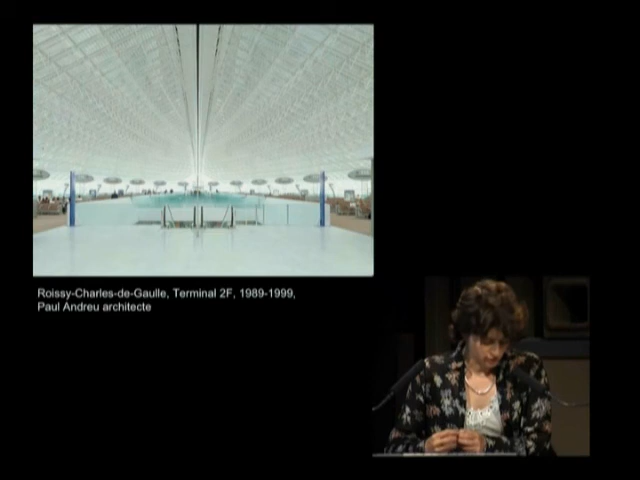 Roissy-Charles-de-Gaulle, Terminal 2F, 1989-1999,
Paul Andreu architecte